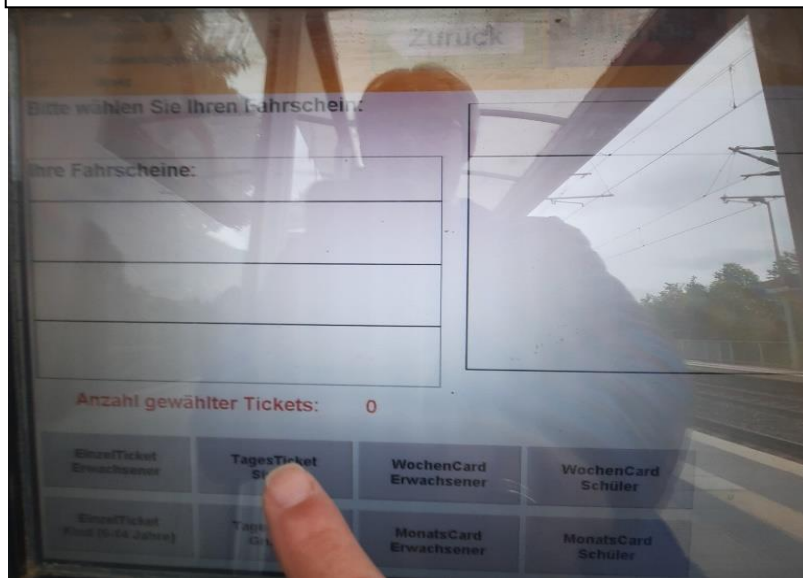 Zurück
Bitte wählen Sie Ihren Fahrschein:
Ihre Fahrscheine:
Anzahl gewählter Tickets: 0
EinzelTicket
Erwachsener
TagesTicket
WochenCard
Erwachsener
WochenCard
Schüler
EinzelTicket
Kind (6-14 Jahre)
MonatsCard
Erwachsener
MonatsCard
Schüler